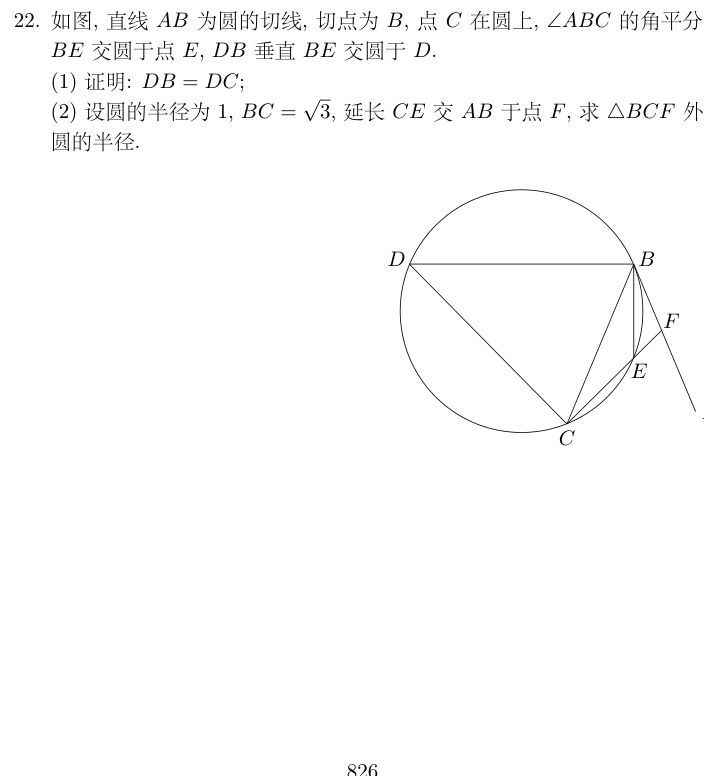 22. 如图, 直线 AB 为圆的切线, 切点为 B, 点 C 在圆上, ∠ABC 的角平分
BE 交圆于点 E, DB 垂直 BE 交圆于 D.
(1) 证明: DB = DC;
(2) 设圆的半径为 1, BC = √3, 延长 CE 交 AB 于点 F, 求 △BCF 外
圆的半径.
D
B
F
E
C
826